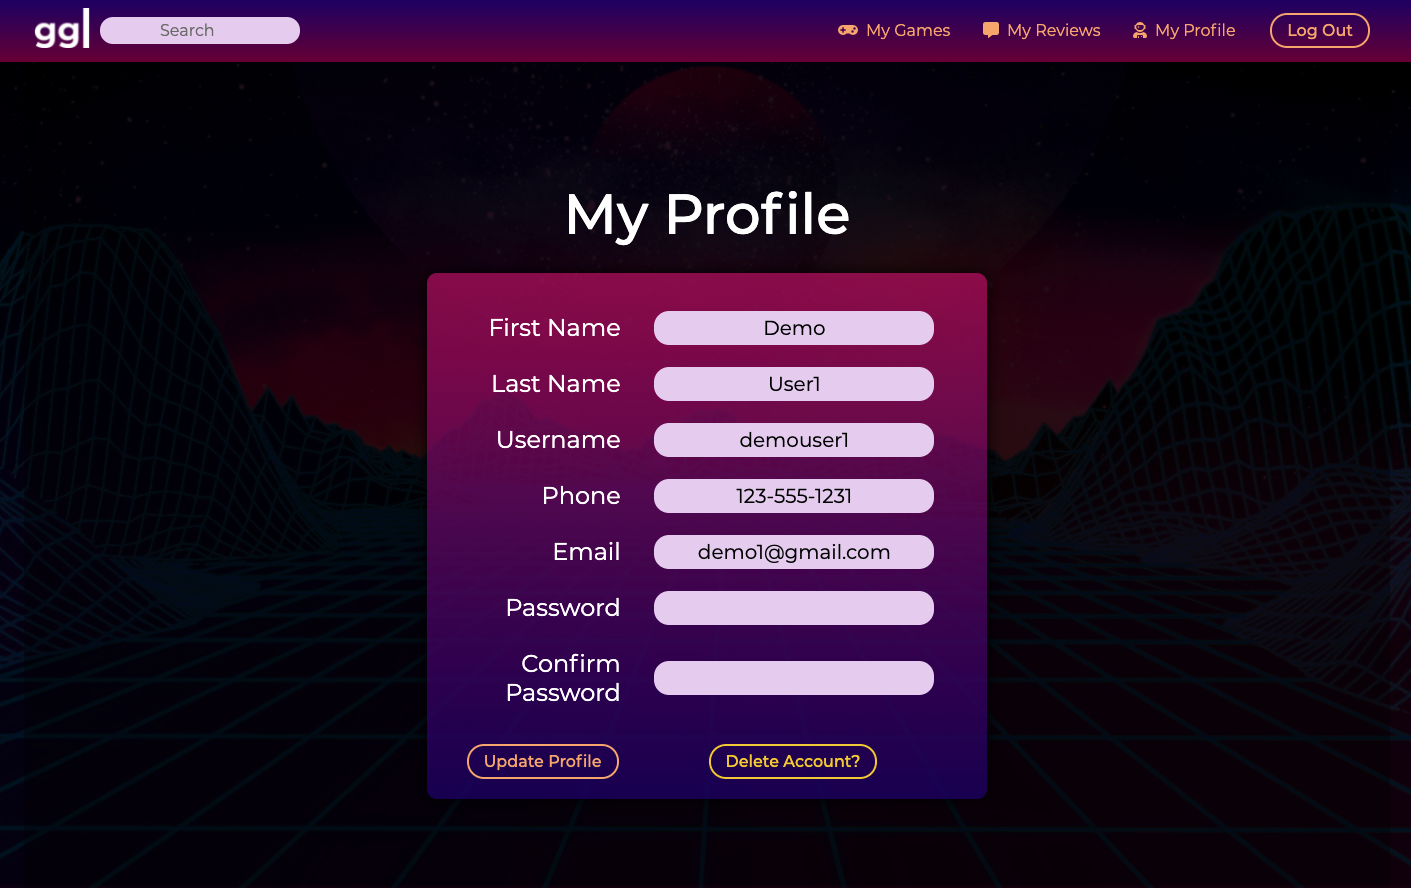 ggl Search My Games My Reviews My Profile Log Out
My Profile
First Name Demo
Last Name User1
Username demouser1
Phone 123-555-1231
Email demo1@gmail.com
Password
Confirm
Password
Update Profile Delete Account?